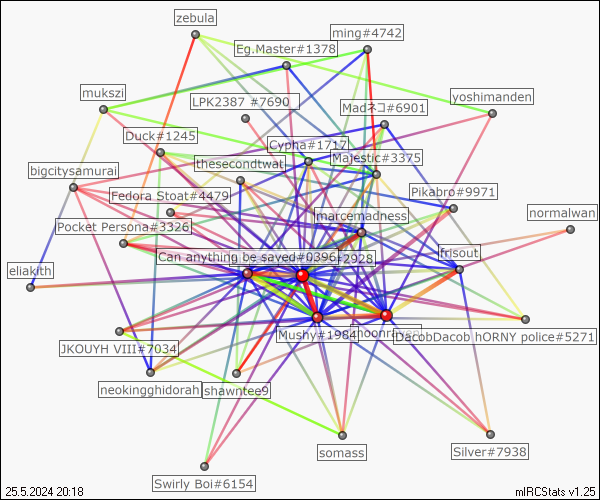 zebula
ming#4742
Eg.Master#1378
mukszi
LPK2387 #7690
Madネコ#6901
yoshimanden
Duck#1245
Cypha#1717
bigcitysamurai
thesecondtwat
Majestic#3375
Fedora Stoat#4479
Pikabro#9971
marcemadness
normalwan
Pocket Persona#3326
Can anything be saved#0396
#2928
frisout
eliakith
Mushy#1984
DacobDacob hORNY police#5271
JKOUYH VIII#7034
neokingghidorah
shawntee9
somass
Silver#7938
Swirly Boi#6154
25.5.2024 20:18
mIRCStats v1.25